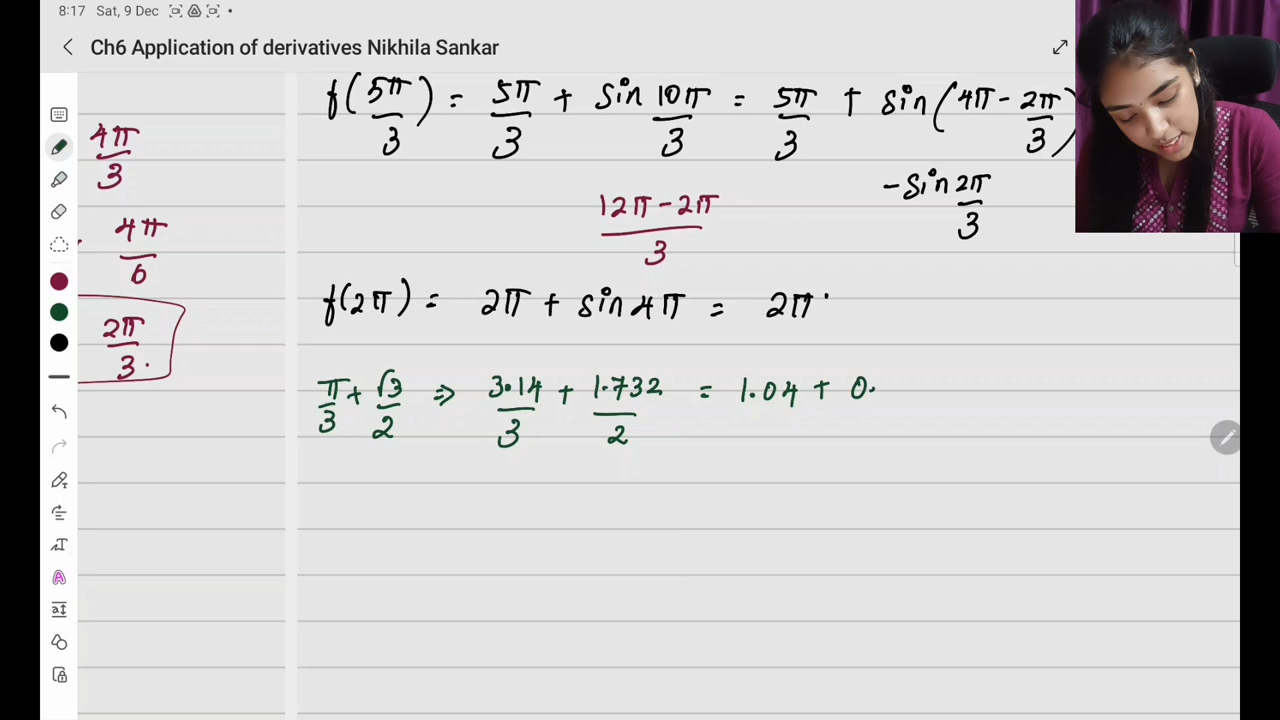 8:17 Sat, 9 Dec
Ch6 Application of derivatives Nikhila Sankar
4π/3
4π/6
2π/3.
f(5π/3) = 5π/3 + sin 10π/3 = 5π/3 + sin(4π - 2π/3)
12π - 2π/3
- sin 2π/3
f(2π) = 2π + sin 4π = 2π.
π/3 + √3/2 ⇒ 3.14/3 + 1.732/2 = 1.04 + 0.